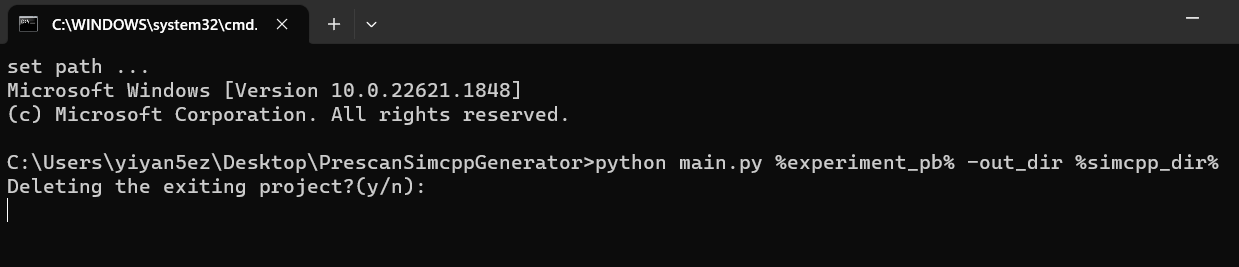 C:\WINDOWS\system32\cmd.
set path ...
Microsoft Windows [Version 10.0.22621.1848]
(c) Microsoft Corporation. All rights reserved.
C:\Users\yiyan5ez\Desktop\PrescanSimcppGenerator>python main.py %experiment_pb% -out_dir %simcpp_dir%
Deleting the exiting project?(y/n):